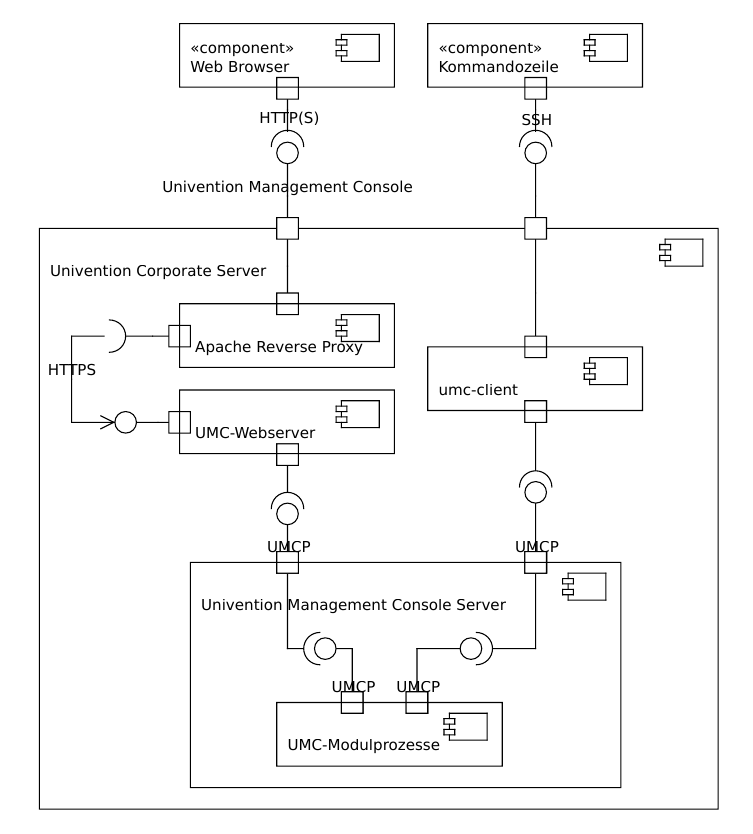 «component»
Web Browser
«component»
Kommandozeile
HTTP(S)
SSH
Univention Management Console
Univention Corporate Server
Apache Reverse Proxy
HTTPS
umc-client
UMC-Webserver
UMCP
UMCP
Univention Management Console Server
UMCP
UMCP
UMC-Modulprozesse